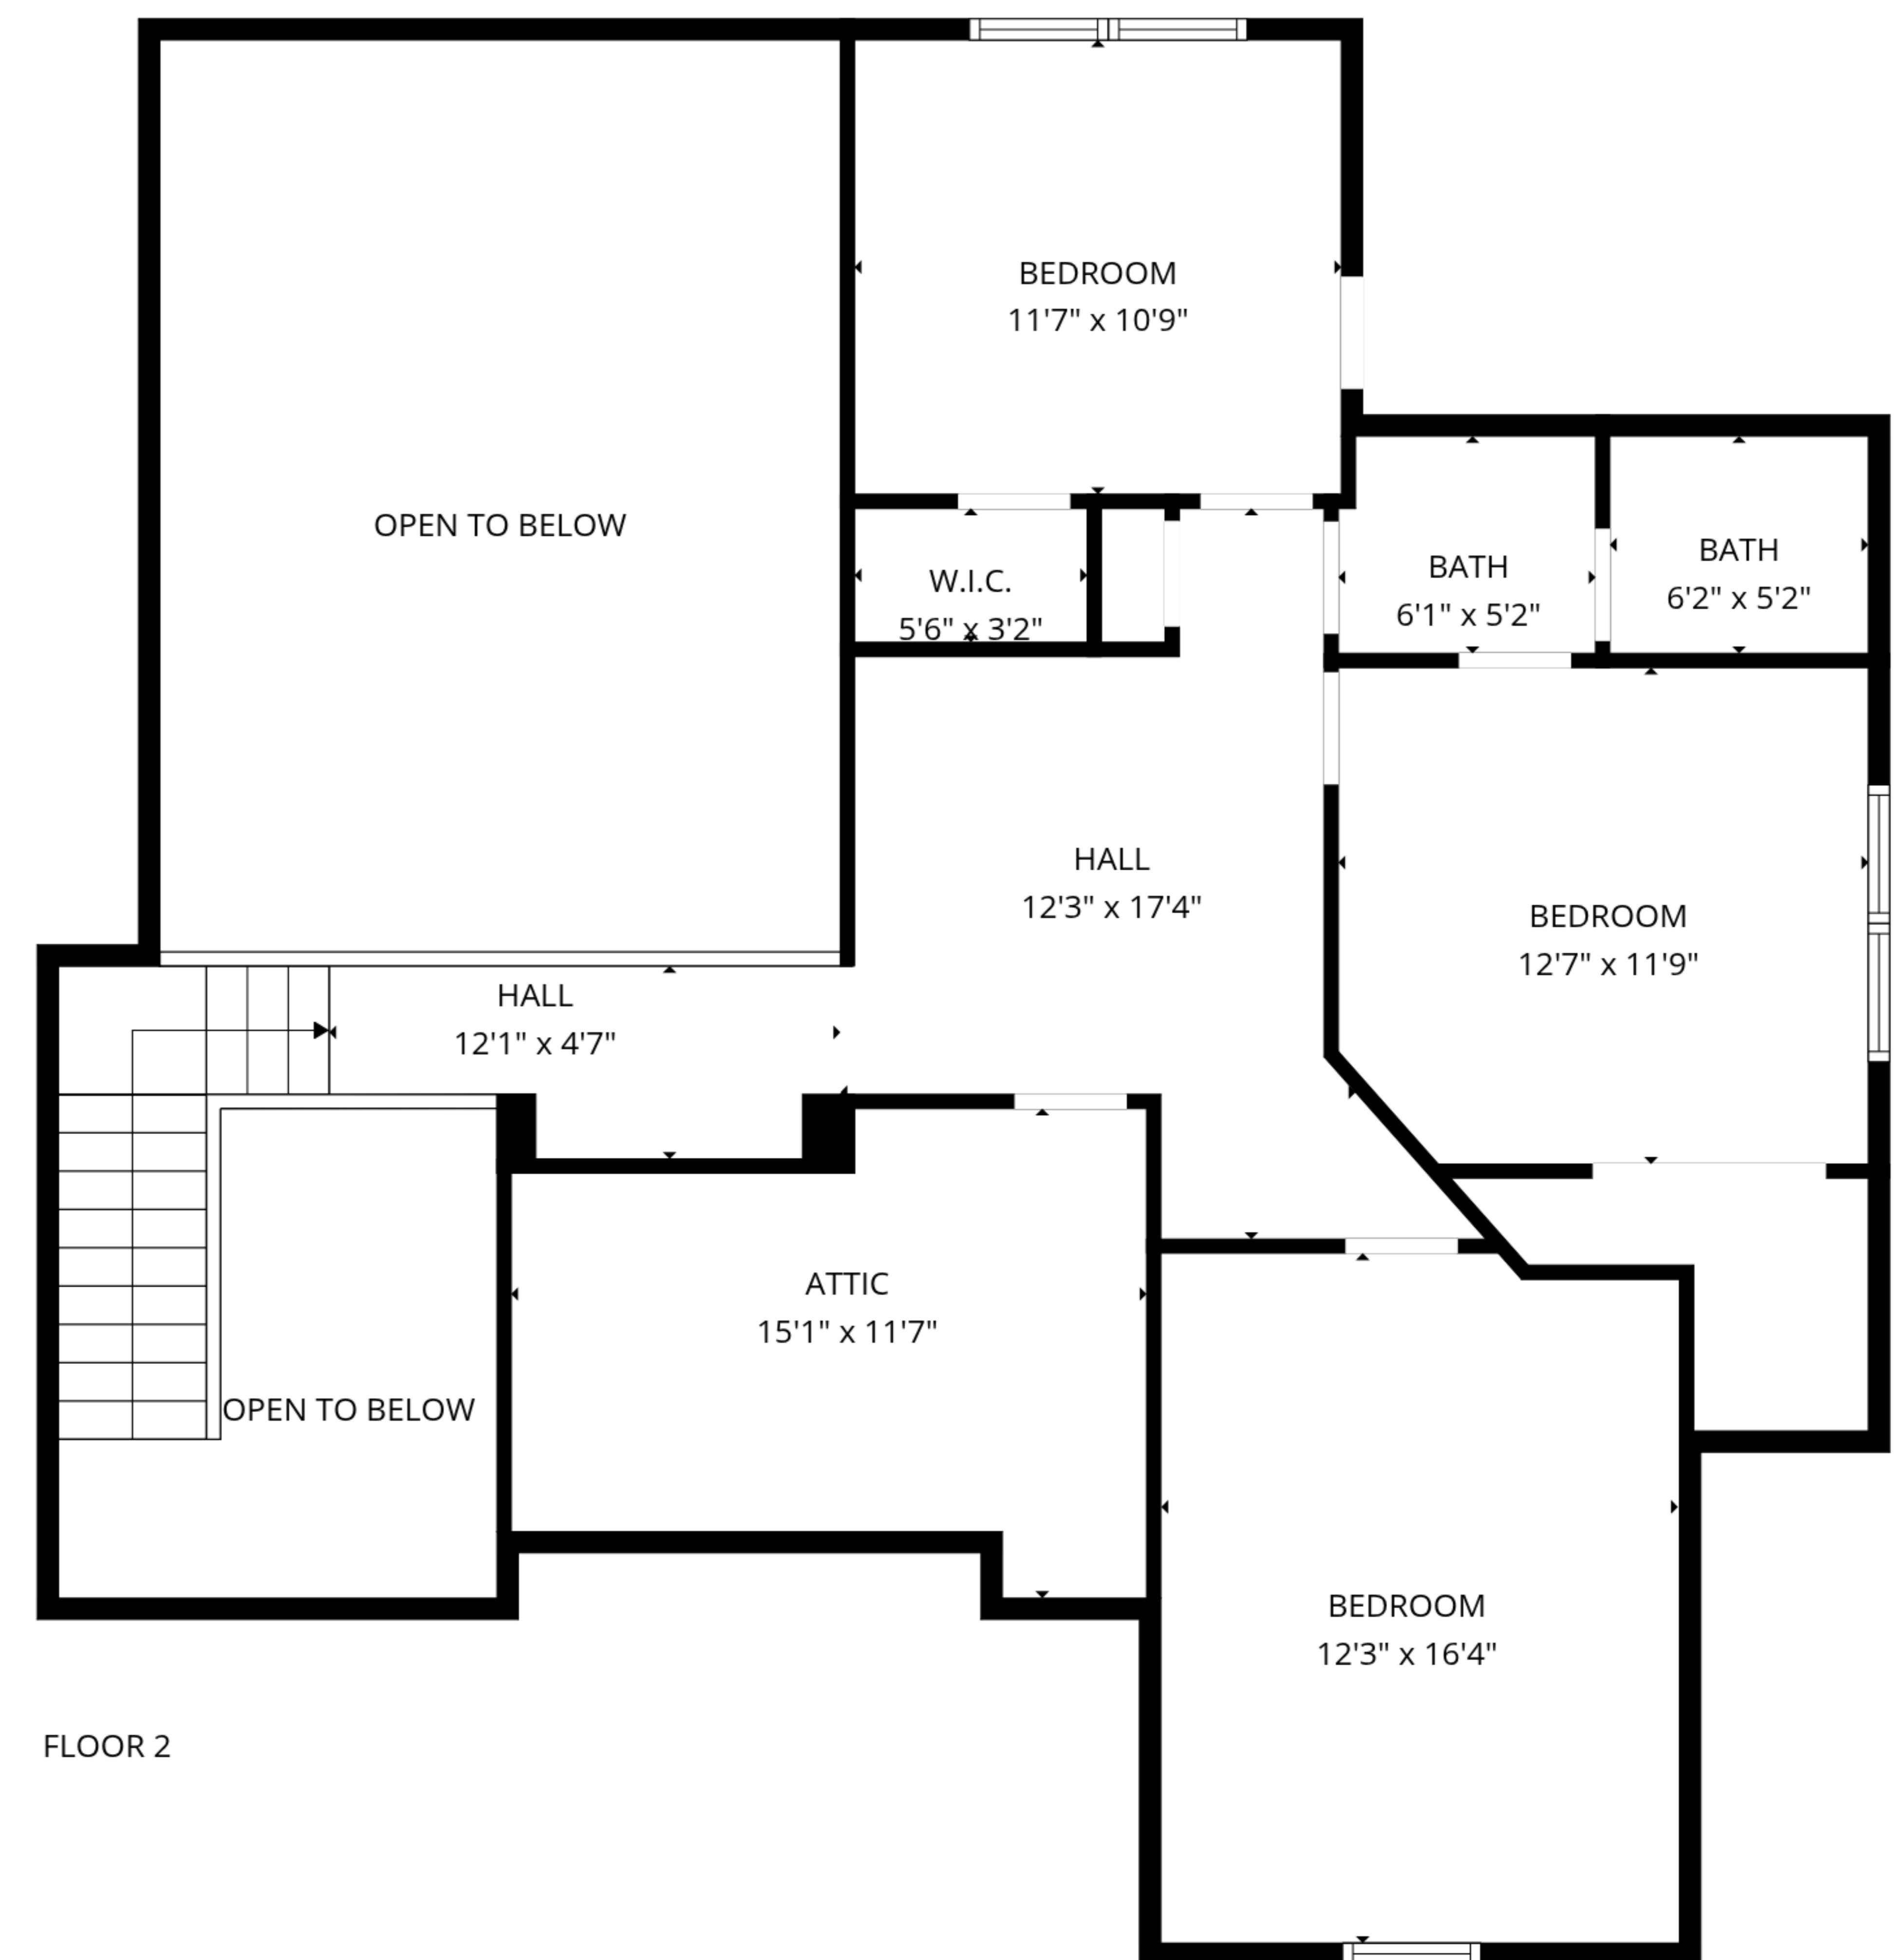 BEDROOM
11'7" x 10'9"
OPEN TO BELOW
W.I.C.
5'6" x 3'2"
BATH
6'1" x 5'2"
BATH
6'2" x 5'2"
HALL
12'3" x 17'4"
BEDROOM
12'7" x 11'9"
HALL
12'1" x 4'7"
ATTIC
15'1" x 11'7"
OPEN TO BELOW
BEDROOM
12'3" x 16'4"
FLOOR 2